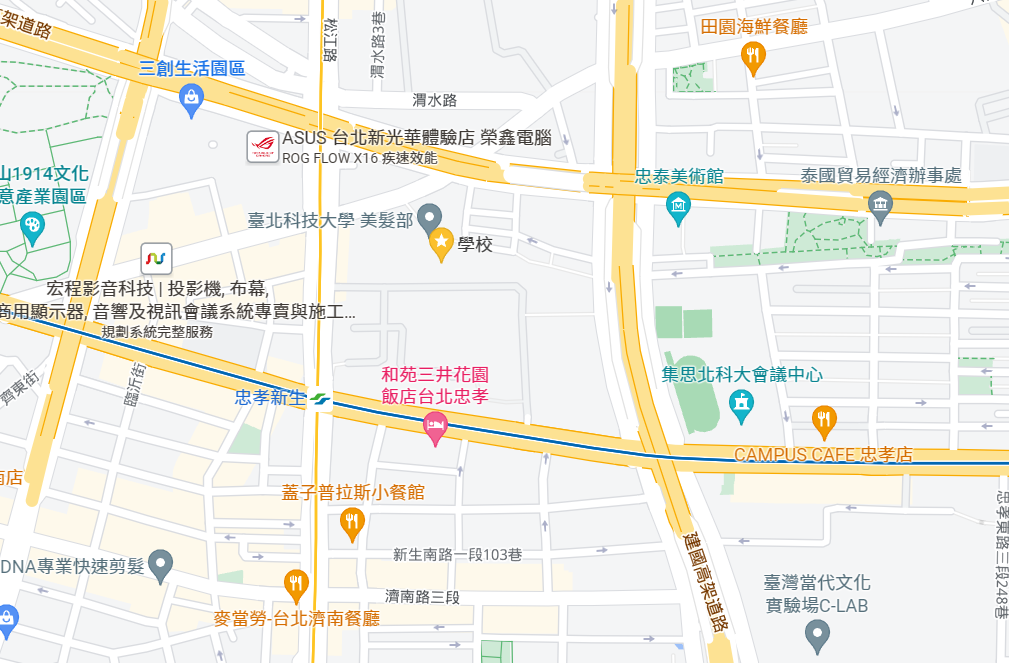 高架道路
松江路
渭水路3巷
田園海鮮餐廳
三創生活園區
渭水路
ASUS 台北新光華體驗店 榮鑫電腦
ROG FLOW X16 疾速效能
山1914文化
意產業園區
忠泰美術館
泰國貿易經濟辦事處
臺北科技大學 美髮部
學校
宏程影音科技 | 投影機, 布幕,
商用顯示器, 音響及視訊會議系統專賣與施工...
規劃系統完整服務
齊東街
臨沂街
忠孝新生
和苑三井花園
飯店台北忠孝
集思北科大會議中心
CAMPUS CAFE 忠孝店
南店
蓋子普拉斯小餐館
新生南路一段103巷
建國高架道路
忠孝東路三段248巷
DNA專業快速剪髮
濟南路三段
麥當勞-台北濟南餐廳
臺灣當代文化
實驗場C-LAB